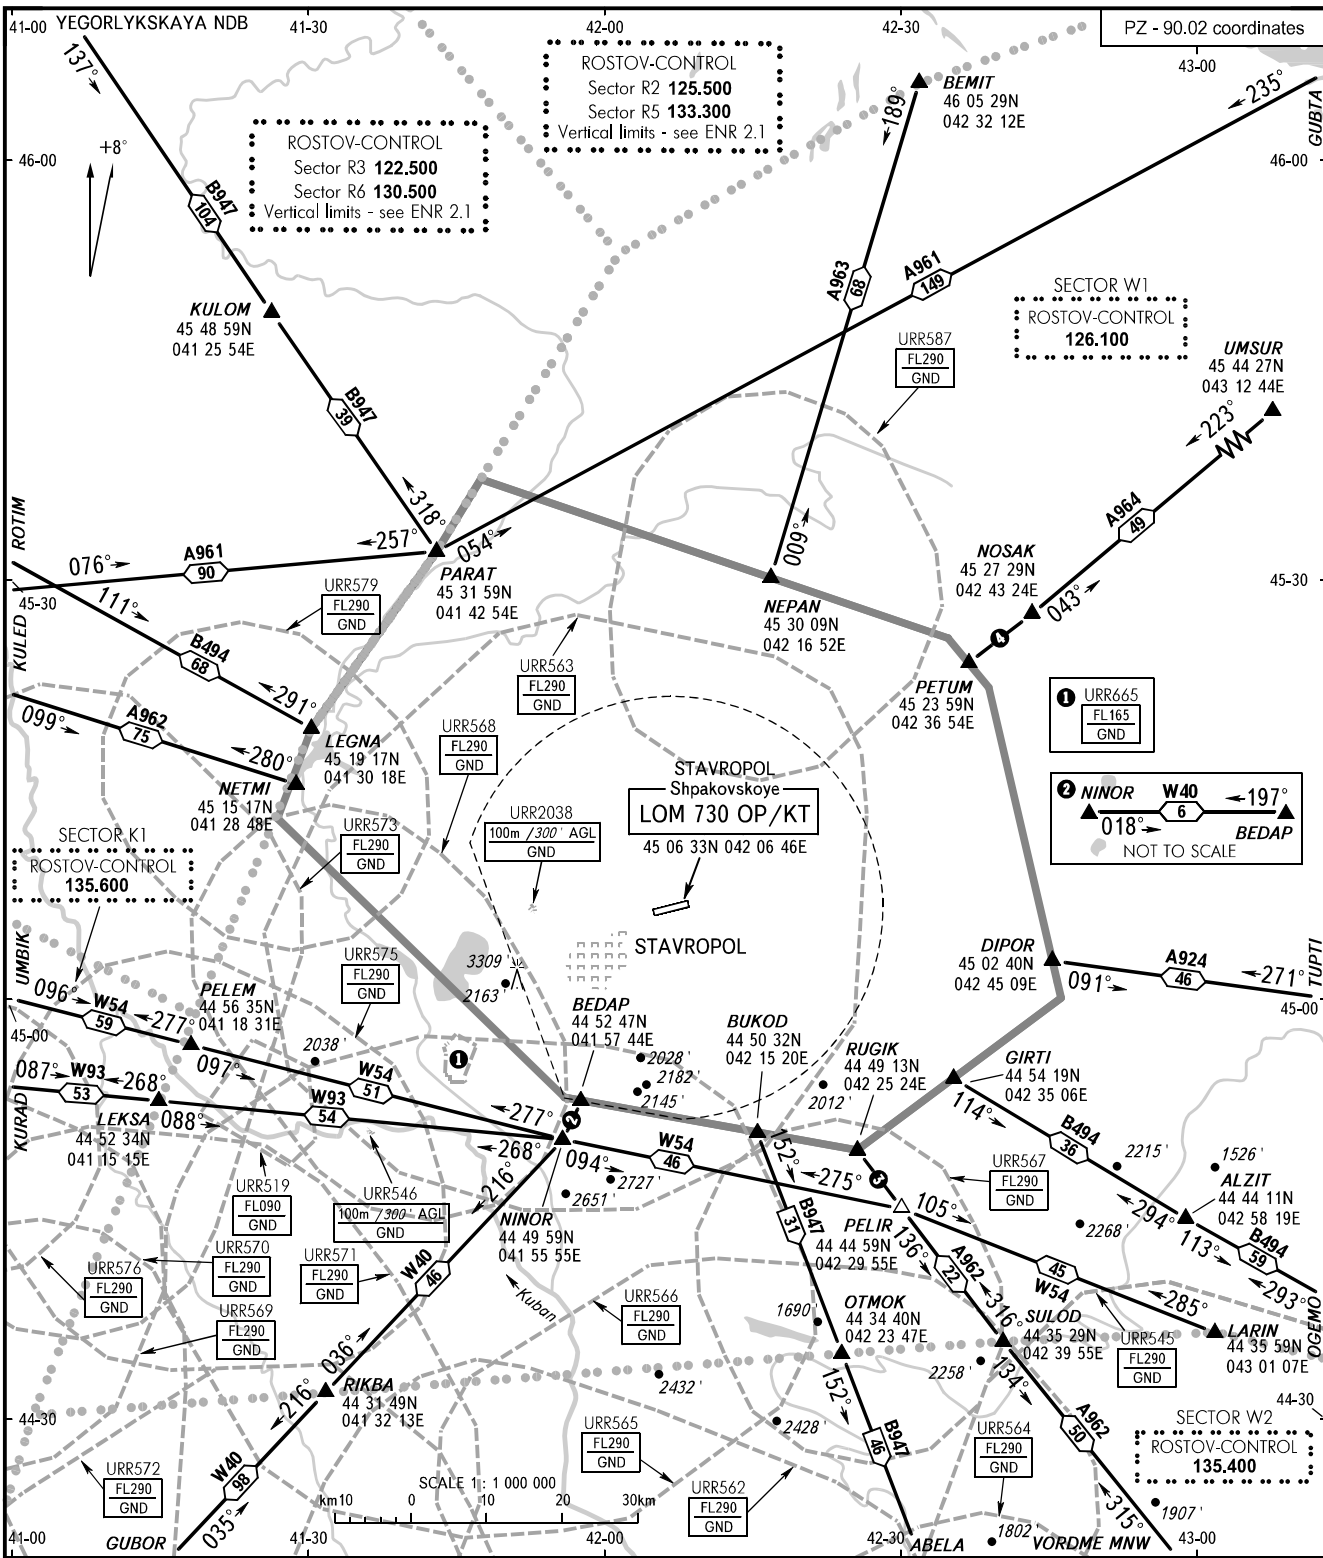 41-00
YEGORLYKSKAYA NDB
41-30
42-00
42-30
PZ - 90.02 coordinates
43-00
137°
ROSTOV-CONTROL
Sector R2 125.500
Sector R5 133.300
Vertical limits - see ENR 2.1
BEMIT
46 05 29N
042 32 12E
189°
235°
GUBTA
ROSTOV-CONTROL
Sector R3 122.500
Sector R6 130.500
Vertical limits - see ENR 2.1
+8°
46-00
46-00
B947
104
KULOM
45 48 59N
041 25 54E
A963
68
A961
149
SECTOR W1
ROSTOV-CONTROL
126.100
URR587
FL290
GND
UMSUR
45 44 27N
043 12 44E
223°
B947
39
318°
A964
49
ROTIM
076°
A961
90
257°
054°
PARAT
45 31 59N
041 42 54E
009°
NEPAN
45 30 09N
042 16 52E
NOSAK
45 27 29N
042 43 24E
043°
45-30
45-30
111°
URR579
FL290
GND
KULED
B494
68
291°
URR563
FL290
GND
4
PETUM
45 23 59N
042 36 54E
1 URR665
FL165
GND
099°
A962
75
280°
LEGNA
45 19 17N
041 30 18E
URR568
FL290
GND
NETMI
45 15 17N
041 28 48E
STAVROPOL
Shpakovskoye
LOM 730 OP/KT
45 06 33N 042 06 46E
2 NINOR
W40
6
197°
018°
BEDAP
NOT TO SCALE
URR573
FL290
GND
URR2038
100m /300' AGL
GND
SECTOR K1
ROSTOV-CONTROL
135.600
STAVROPOL
UMBIK
096°
W54
59
277°
PELEM
44 56 35N
041 18 31E
URR575
FL290
GND
3309'
2163'
DIPOR
45 02 40N
042 45 09E
091°
A924
46
271°
TUPTI
45-00
45-00
097°
2038'
1
BEDAP
44 52 47N
041 57 44E
BUKOD
44 50 32N
042 15 20E
RUGIK
44 49 13N
042 25 24E
GIRTI
44 54 19N
042 35 06E
2028'
2182'
2145'
2012'
087°
W93
53
268°
KURAD
LEKSA
44 52 34N
041 15 15E
088°
W54
51
W93
54
277°
268°
2
094°
W54
46
152°
275°
3
114°
B494
36
2215'
1526'
ALZIT
44 44 11N
042 58 19E
URR567
FL290
GND
2268'
294°
113°
B494
59
293°
OGEMO
URR519
FL090
GND
URR546
100m /300' AGL
GND
216°
2727'
2651'
NINOR
44 49 59N
041 55 55E
B947
31
PELIR
44 44 59N
042 29 55E
105°
136°
A962
22
45
W54
285°
URR576
FL290
GND
URR570
FL290
GND
URR571
FL290
GND
W40
46
Kuban
URR569
FL290
GND
URR566
FL290
GND
1690'
OTMOK
44 34 40N
042 23 47E
316°
SULOD
44 35 29N
042 39 55E
URR545
FL290
GND
LARIN
44 35 59N
043 01 07E
036°
216°
RIKBA
44 31 49N
041 32 13E
2432'
2258'
152°
134°
44-30
44-30
2428'
B947
46
A962
50
SECTOR W2
ROSTOV-CONTROL
135.400
URR565
FL290
GND
URR564
FL290
GND
URR572
FL290
GND
W40
98
035°
SCALE 1 : 1 000 000
km10 0 10 20 30km
URR562
FL290
GND
1802'
1907'
315°
41-00
GUBOR
41-30
42-00
ABELA
42-30
VORDME MNW
43-00